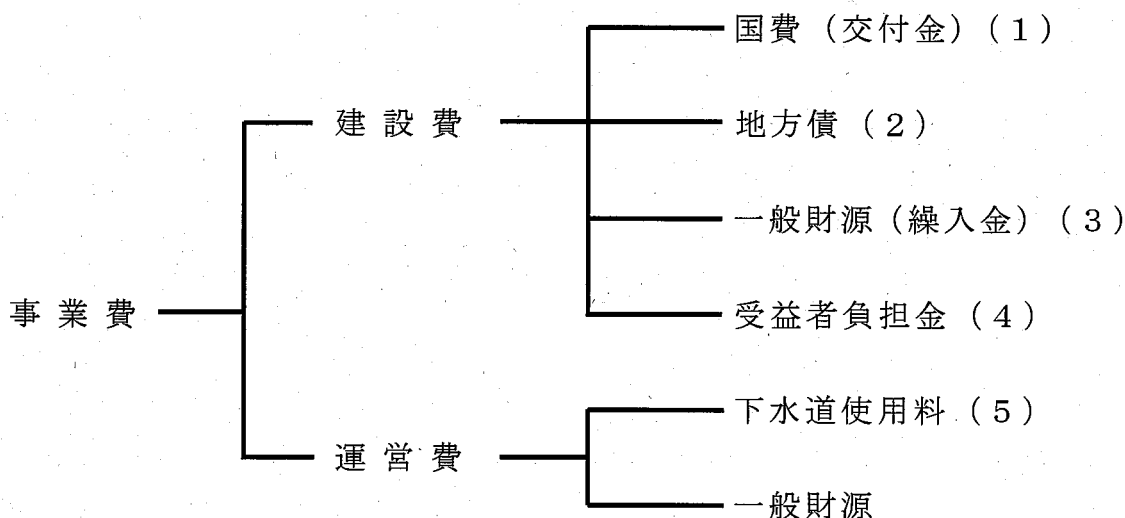 国費（交付金）（１）
地方債（２）
建設費
一般財源（繰入金）（３）
事業費
受益者負担金（４）
下水道使用料（５）
運営費
一般財源